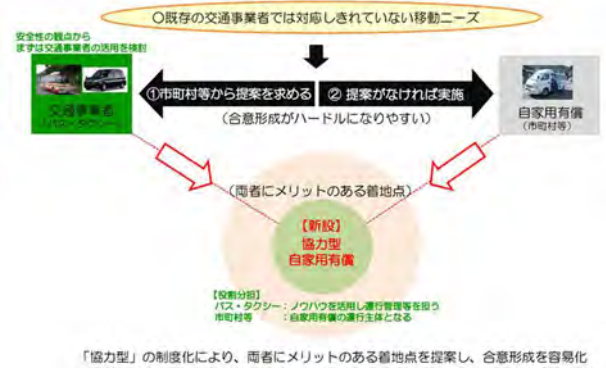 〇既存の交通事業者では対応しきれていない移動ニーズ
安全性の観点から
まずは交通事業者の活用を検討
①市町村等から提案を求める
② 提案がなければ実施
交通事業者
(バス・タクシー)
(合意形成がハードルになりやすい)
自家用有償
(市町村等)
(両者にメリットのある着地点)
【新設】
協力型
自家用有償
【役割分担】
バス・タクシー：ノウハウを活用し運行管理等を担う
市町村等　　　：自家用有償の運行主体となる
「協力型」の制度化により、両者にメリットのある着地点を提案し、合意形成を容易化